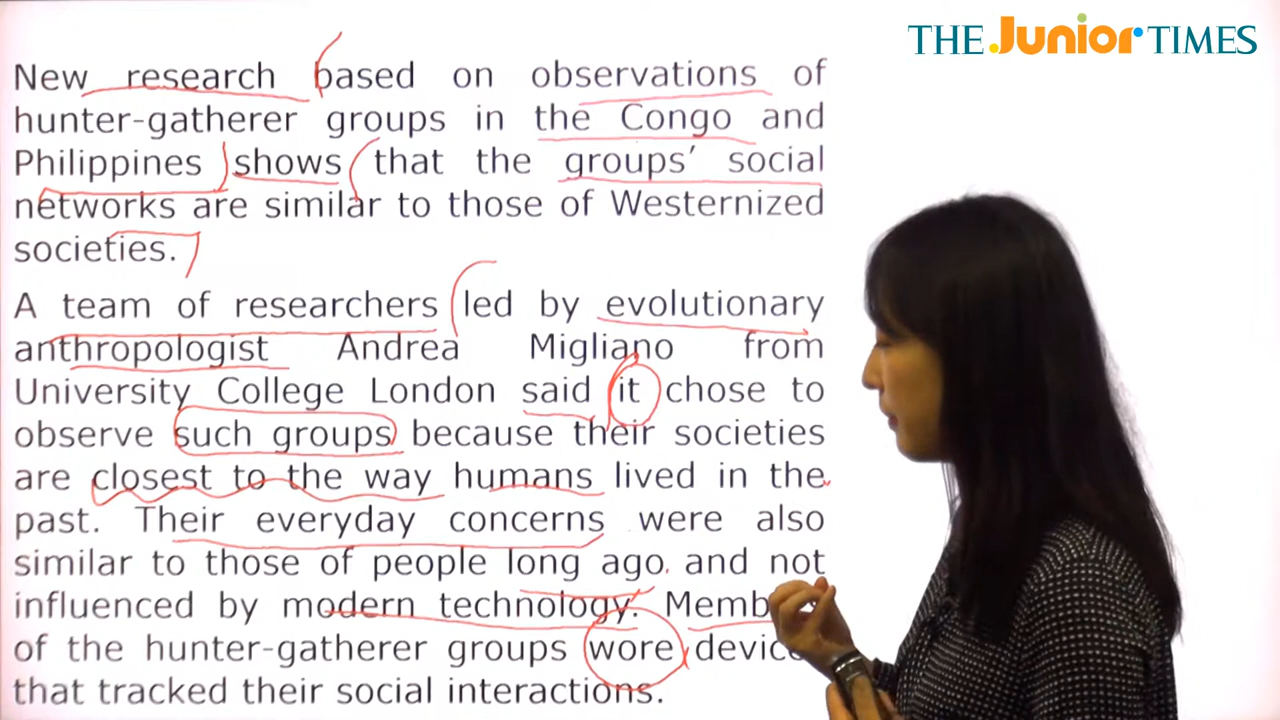 THE Junior TIMES
New research based on observations of
hunter-gatherer groups in the Congo and
Philippines shows that the groups’ social
networks are similar to those of Westernized
societies.
A team of researchers led by evolutionary
anthropologist Andrea Migliano from
University College London said it chose to
observe such groups because their societies
are closest to the way humans lived in the
past. Their everyday concerns were also
similar to those of people long ago and not
influenced by modern technology.
of the hunter-gatherer groups wore
that tracked their social interactions.